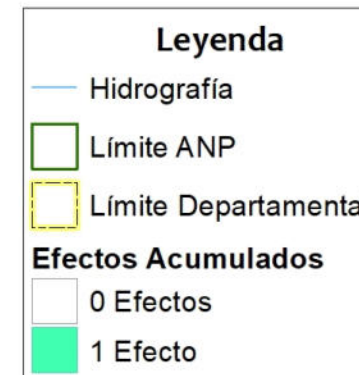 Leyenda
Hidrografía
Límite ANP
Límite Departamenta
Efectos Acumulados
0 Efectos
1 Efecto